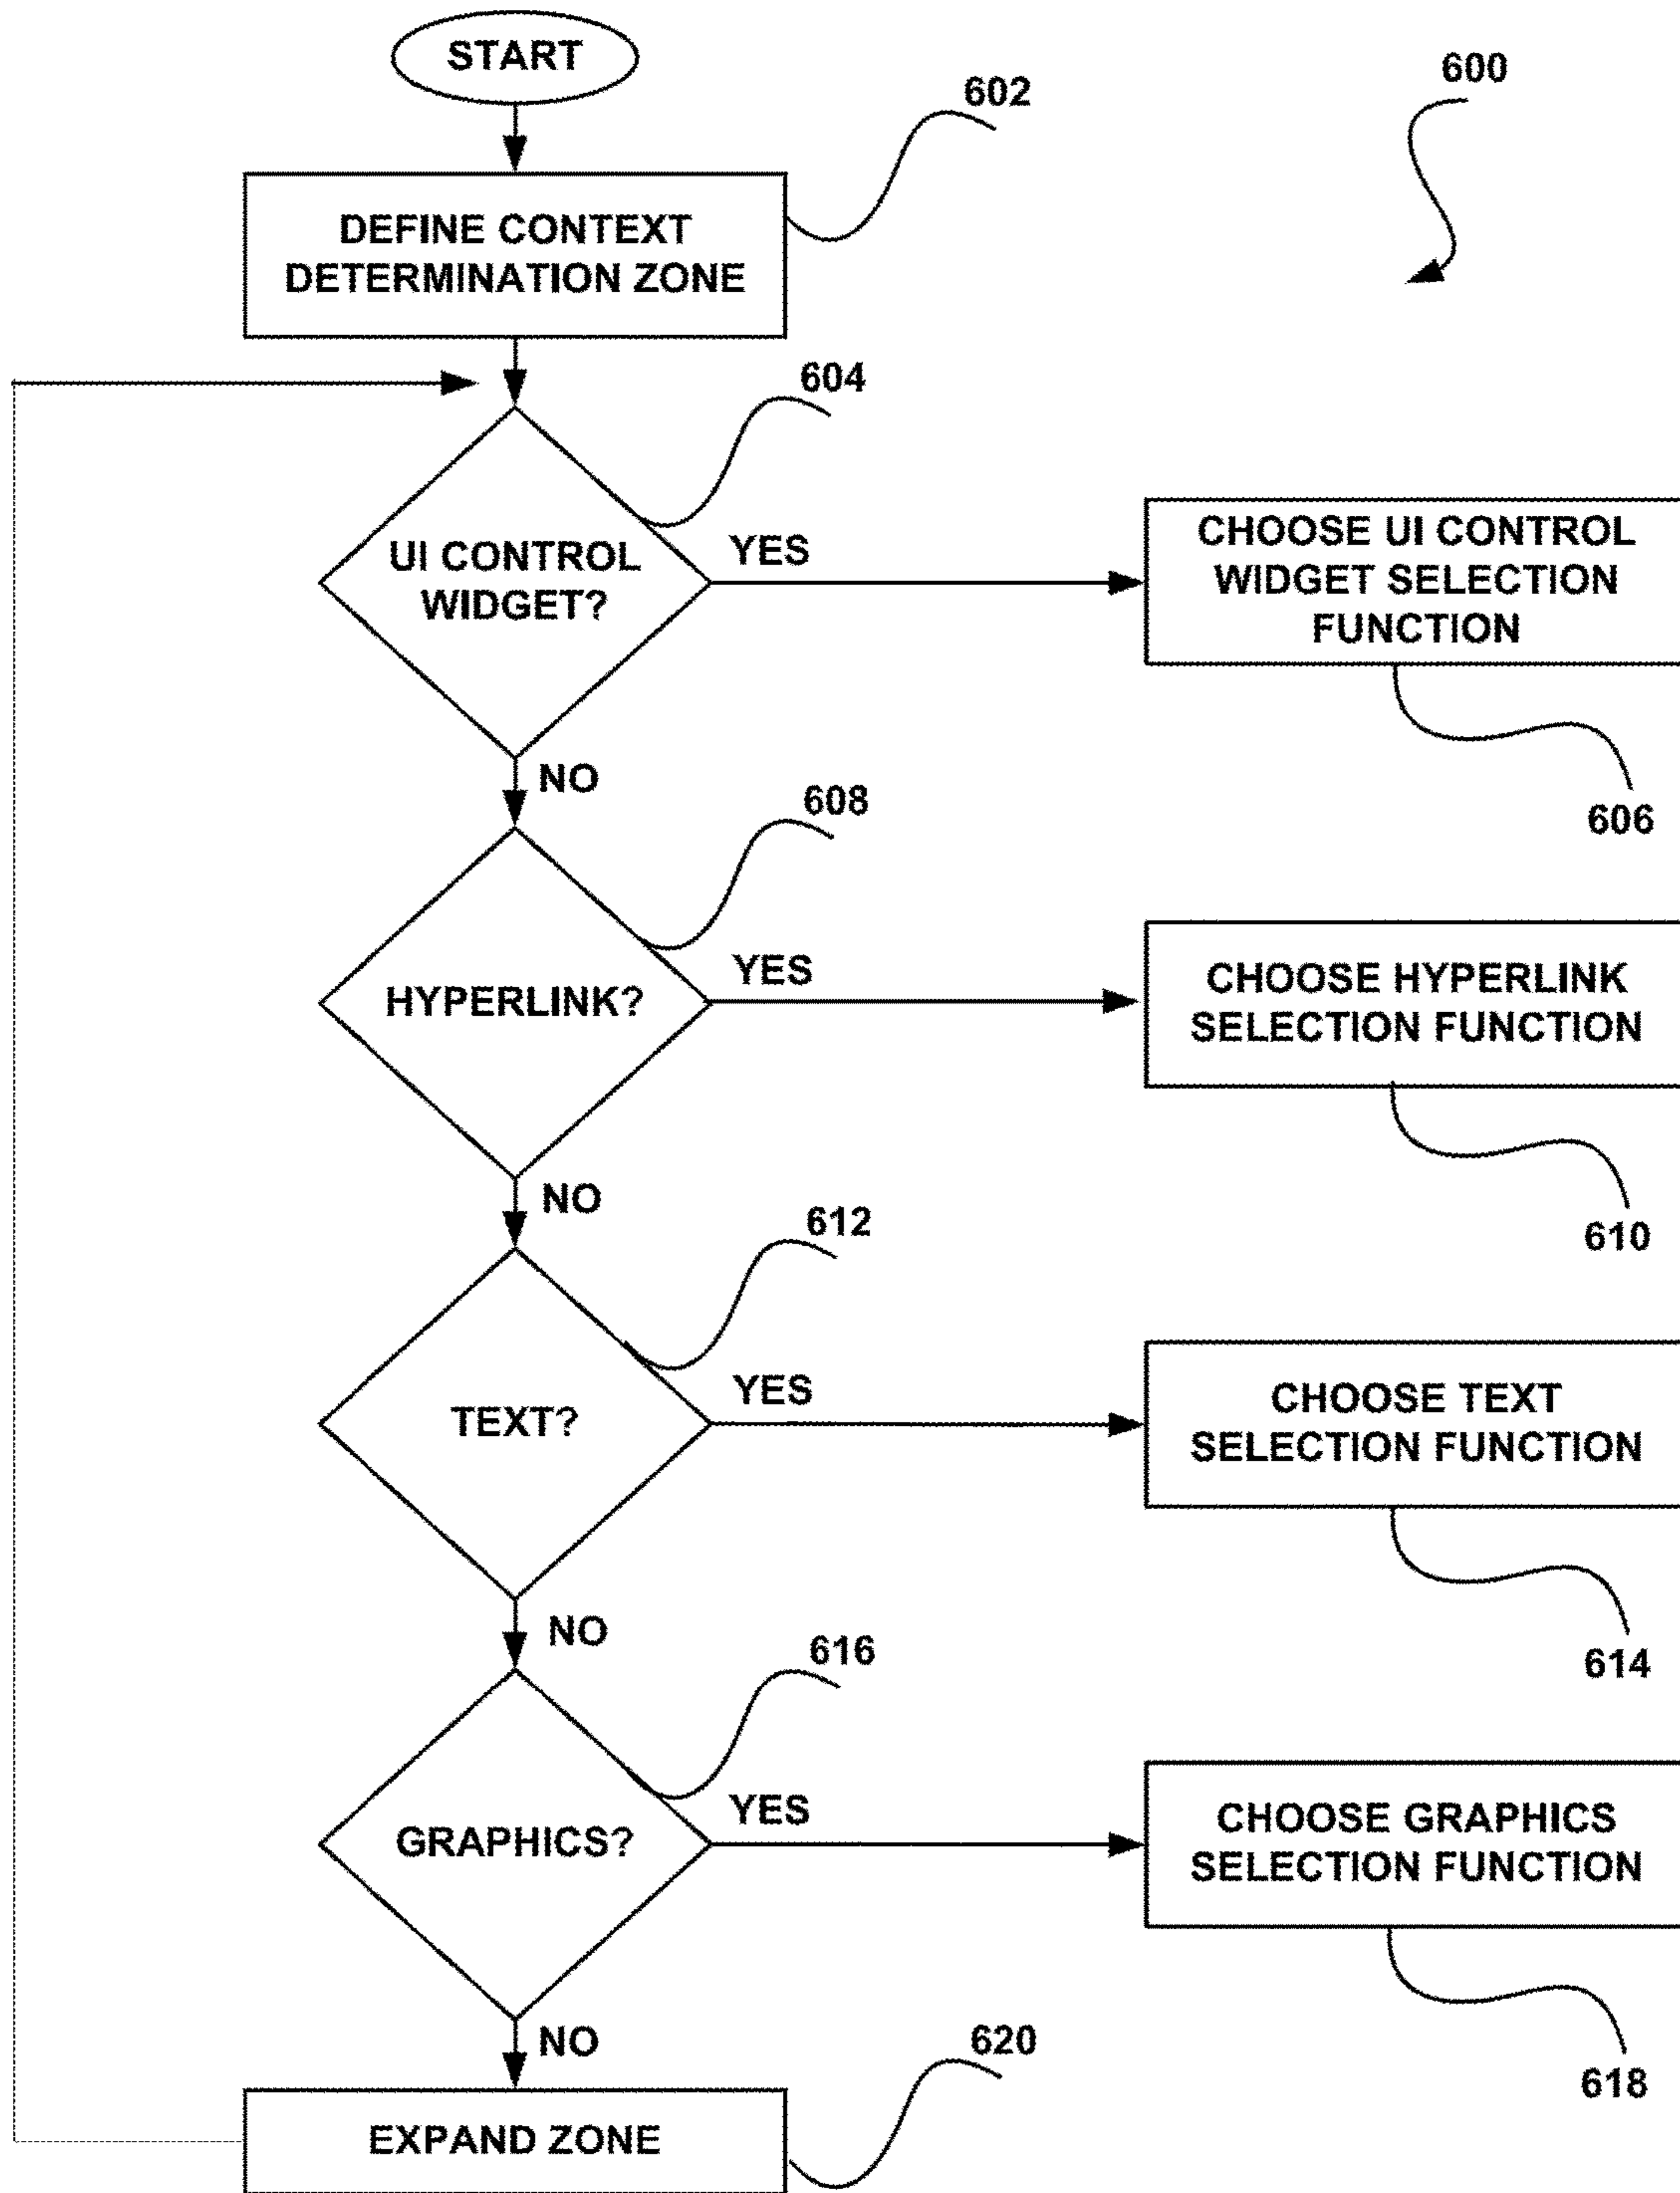 START
600
602
DEFINE CONTEXT
DETERMINATION ZONE
604
UI CONTROL
WIDGET?
YES
CHOOSE UI CONTROL
WIDGET SELECTION
FUNCTION
606
NO
608
HYPERLINK?
YES
CHOOSE HYPERLINK
SELECTION FUNCTION
610
NO
612
TEXT?
YES
CHOOSE TEXT
SELECTION FUNCTION
614
NO
616
GRAPHICS?
YES
CHOOSE GRAPHICS
SELECTION FUNCTION
618
NO
620
EXPAND ZONE